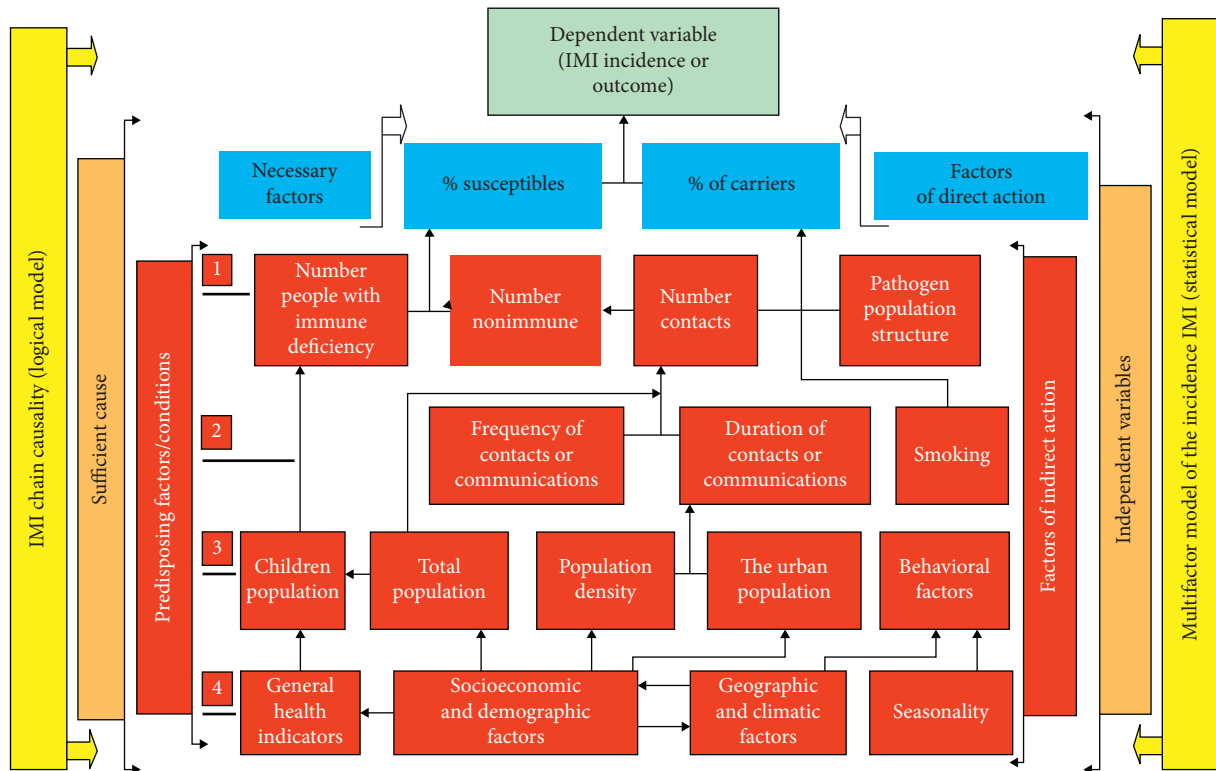 Dependent variable
(IMI incidence or
outcome)
Necessary
factors
% susceptibles
% of carriers
Factors
of direct action
IMI chain causality (logical model)
Sufficient cause
Predisposing factors/conditions
1
Number
people with
immune
deficiency
Number
nonimmune
Number
contacts
Pathogen
population
structure
2
Frequency of
contacts or
communications
Duration of
contacts or
communications
Smoking
3
Children
population
Total
population
Population
density
The urban
population
Behavioral
factors
4
General
health
indicators
Socioeconomic
and demographic
factors
Geographic
and climatic
factors
Seasonality
Factors of indirect action
Independent variables
Multifactor model of the incidence IMI (statistical model)